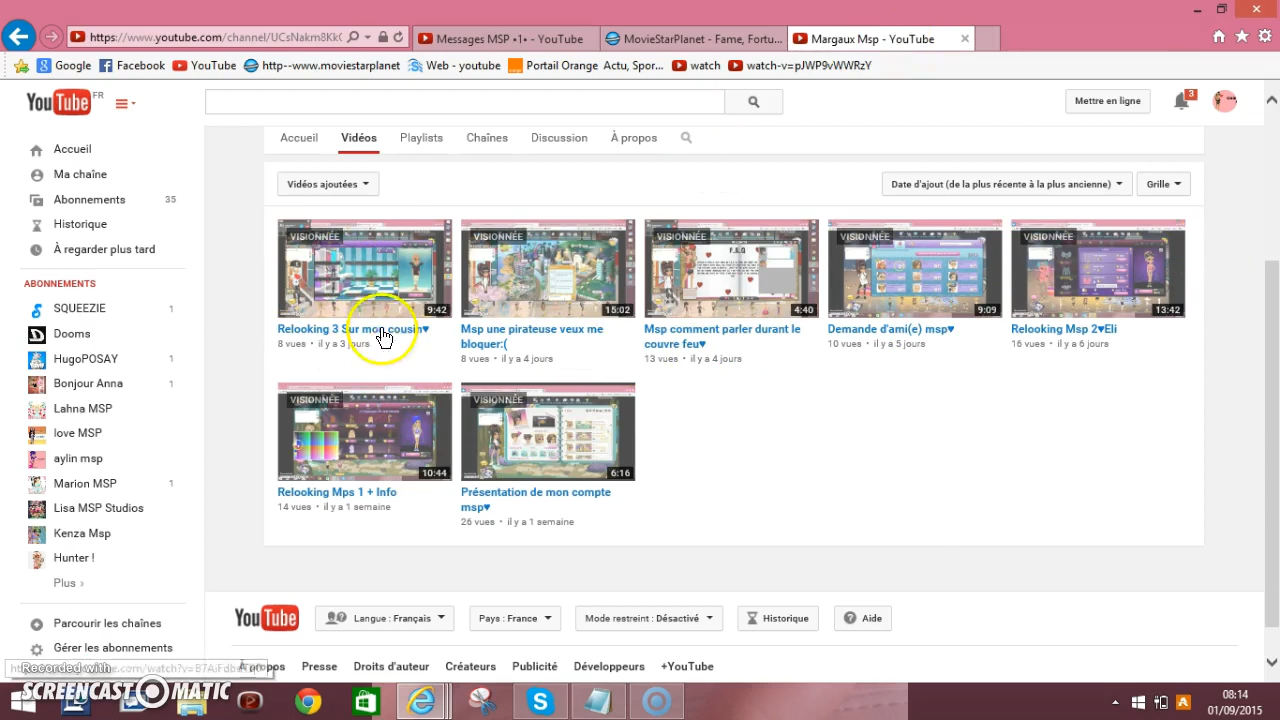 https://www.youtube.com/channel/UCsNakm8KkC
Messages MSP •1• - YouTube
MovieStarPlanet - Fame, Fortu...
Margaux Msp - YouTube
Google
Facebook
YouTube
http--www.moviestarplanet
Web - youtube
Portail Orange Actu, Spor...
watch
watch-v=pJWP9vWWRzY
YouTube FR
Mettre en ligne
3
Accueil
Vidéos
Playlists
Chaînes
Discussion
À propos
Accueil
Ma chaîne
Abonnements 35
Historique
À regarder plus tard
ABONNEMENTS
SQUEEZIE 1
Dooms
HugoPOSAY 1
Bonjour Anna 1
Lahna MSP
love MSP
aylin msp
Marion MSP 1
Lisa MSP Studios
Kenza Msp
Hunter !
Plus ›
Parcourir les chaînes
Gérer les abonnements
Vidéos ajoutées
Date d'ajout (de la plus récente à la plus ancienne)
Grille
VISIONNÉE
9:42
Relooking 3 Sur mon cousin♥
8 vues • il y a 3 jours
VISIONNÉE
15:02
Msp une pirateuse veux me
bloquer:(
8 vues • il y a 4 jours
VISIONNÉE
F.A.Q
4:40
Msp comment parler durant le
couvre feu♥
13 vues • il y a 4 jours
VISIONNÉE
9:09
Demande d'ami(e) msp♥
10 vues • il y a 5 jours
VISIONNÉE
13:42
Relooking Msp 2♥Eli
16 vues • il y a 6 jours
VISIONNÉE
10:44
Relooking Mps 1 + Info
14 vues • il y a 1 semaine
VISIONNÉE
6:16
Présentation de mon compte
msp♥
26 vues • il y a 1 semaine
YouTube
Langue : Français
Pays : France
Mode restreint : Désactivé
Historique
Aide
À propos
Presse
Droits d'auteur
Créateurs
Publicité
Développeurs
+YouTube
Recorded with
SCREENCAST-O-MATIC
08:14
01/09/2015